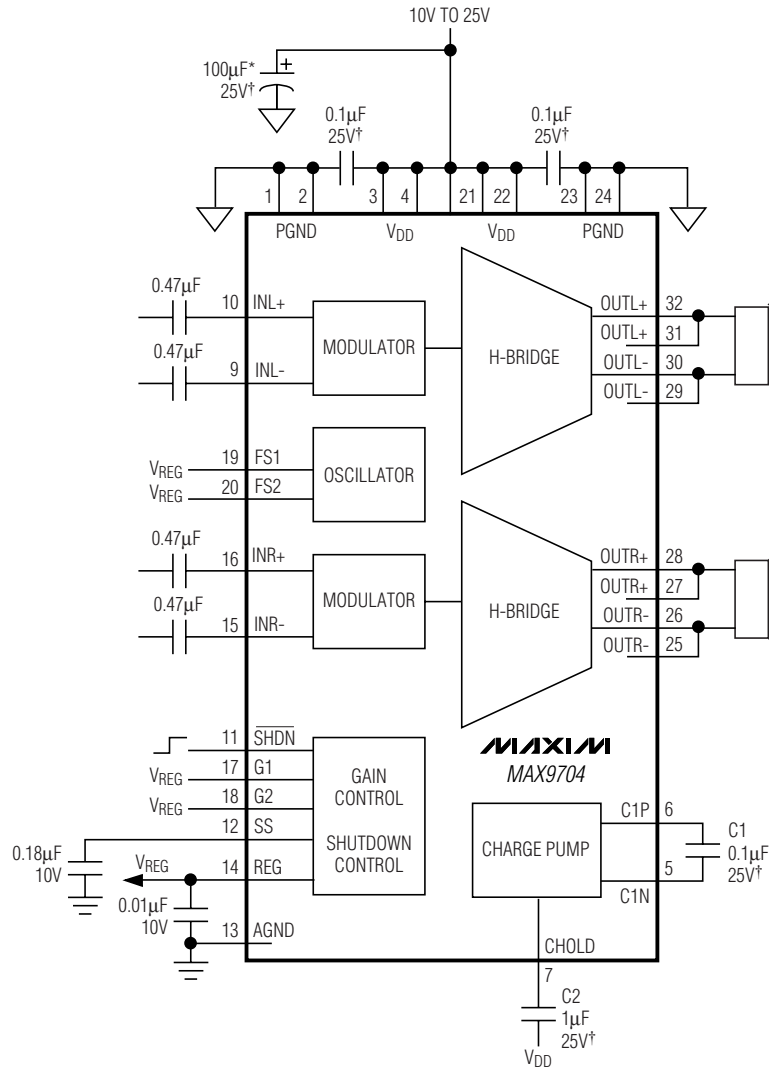 10V TO 25V
100µF*
25V†
+
0.1µF
25V†
0.1µF
25V†
1 2 3 4 21 22 23 24
PGND VDD VDD PGND
0.47µF
10 INL+
0.47µF
9 INL-
MODULATOR
H-BRIDGE
OUTL+ 32
OUTL+ 31
OUTL- 30
OUTL- 29
VREG 19 FS1
VREG 20 FS2
OSCILLATOR
0.47µF
16 INR+
0.47µF
15 INR-
MODULATOR
H-BRIDGE
OUTR+ 28
OUTR+ 27
OUTR- 26
OUTR- 25
11 SHDN
VREG 17 G1
VREG 18 G2
12 SS
GAIN
CONTROL
SHUTDOWN
CONTROL
0.18µF
10V
VREG 14 REG
0.01µF
10V
13 AGND
MAXIM
MAX9704
CHARGE PUMP
C1P 6
5
C1N
C1
0.1µF
25V†
CHOLD
7
C2
1µF
25V†
VDD